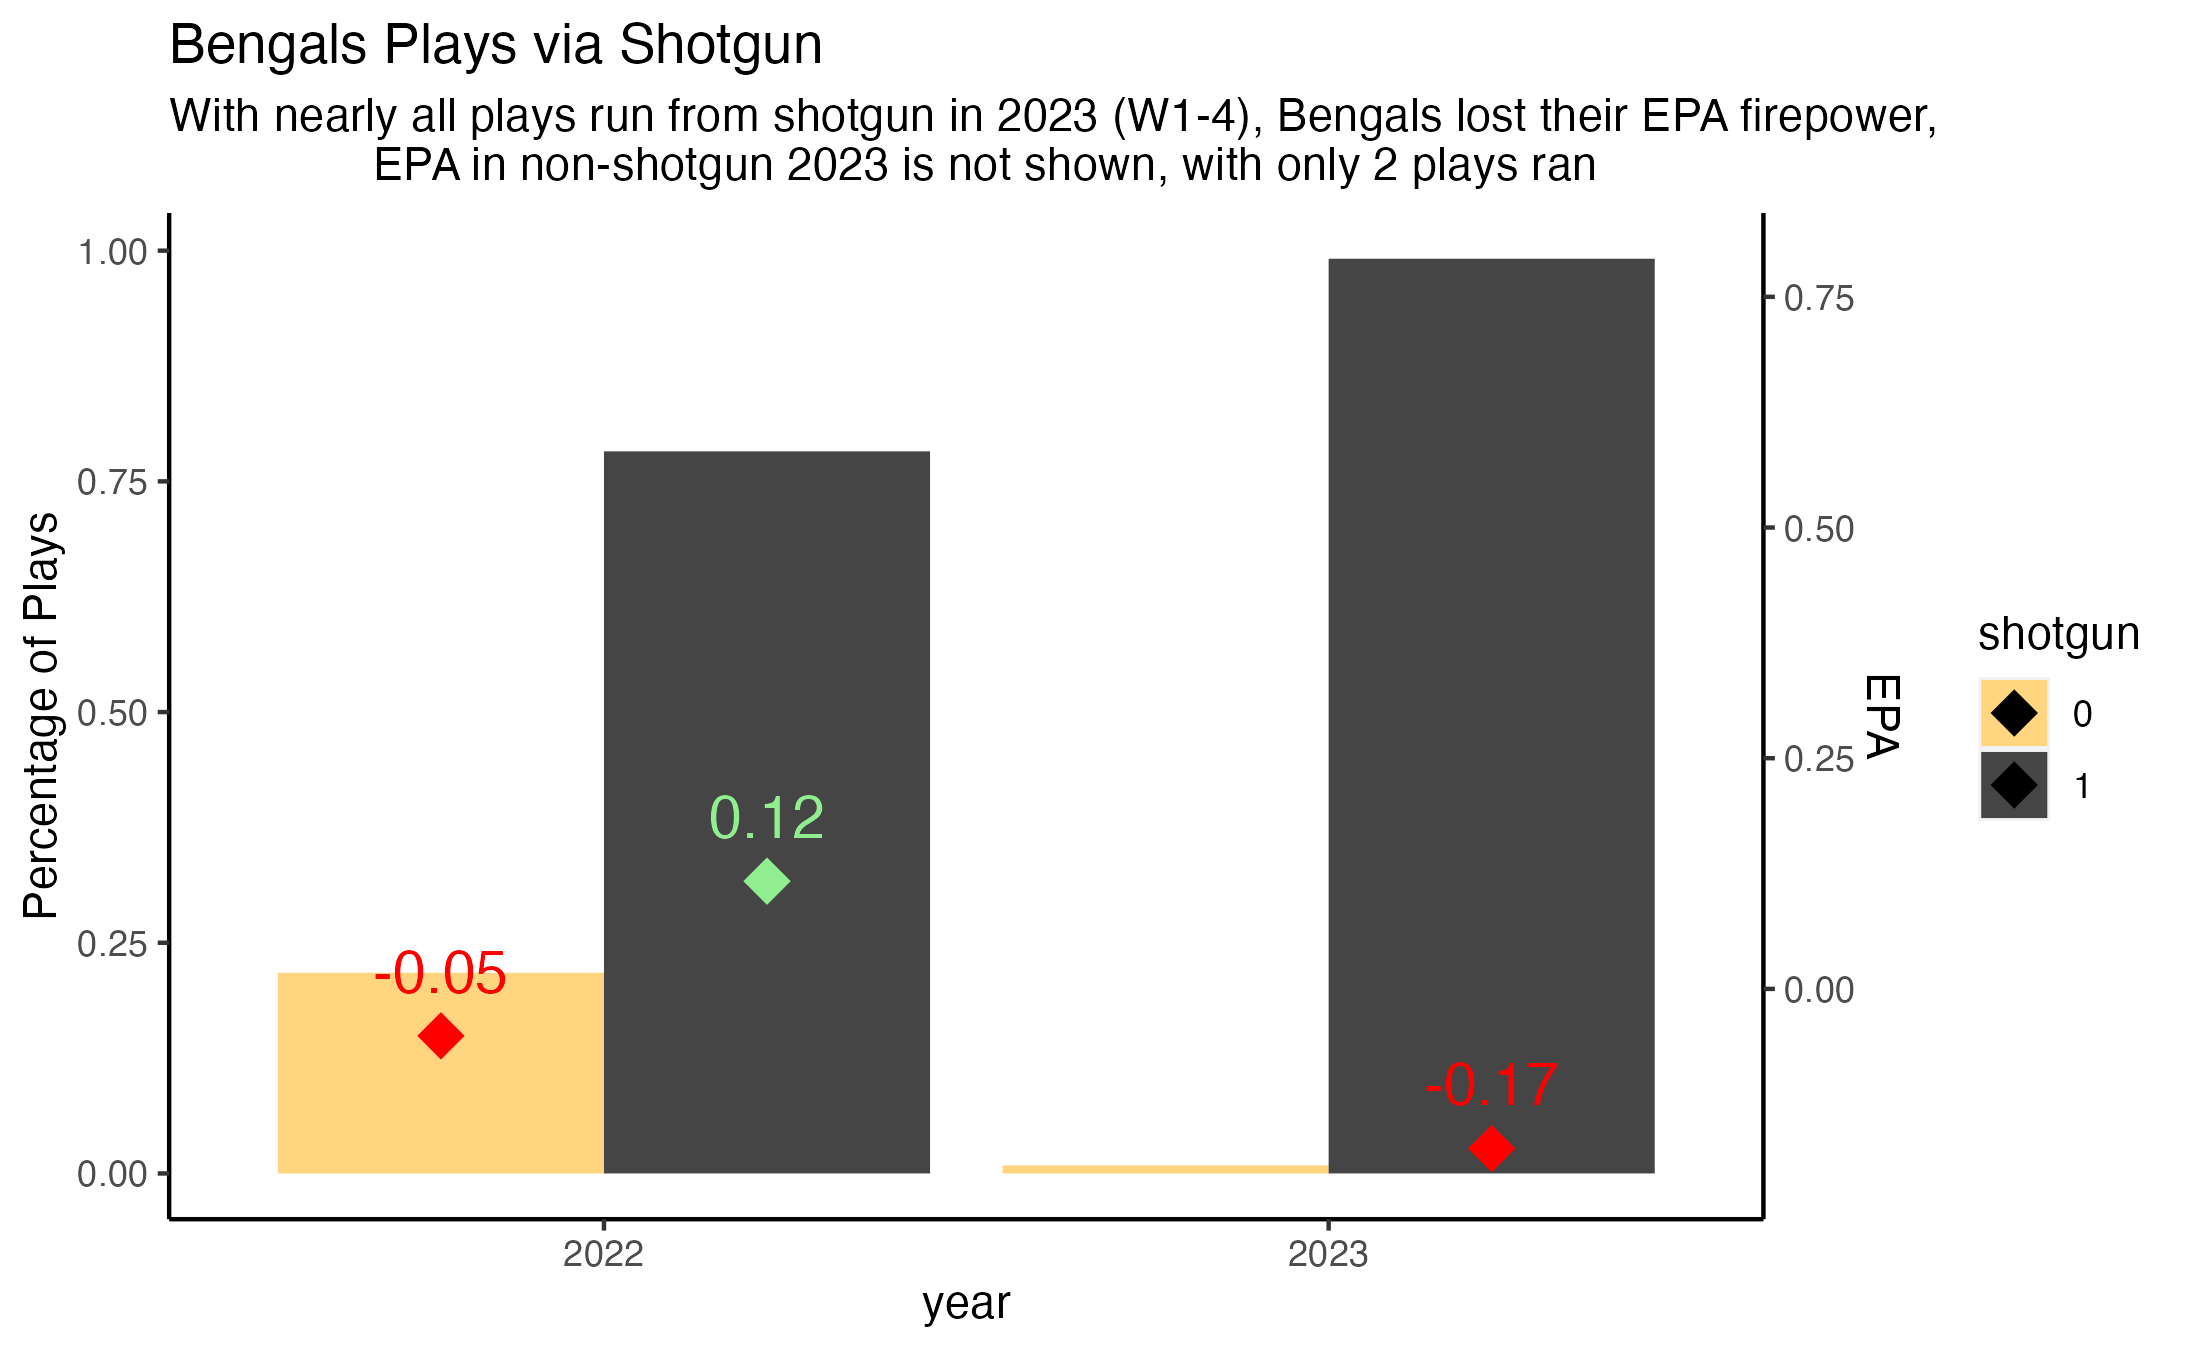 Bengals Plays via Shotgun
With nearly all plays run from shotgun in 2023 (W1-4), Bengals lost their EPA firepower,
EPA in non-shotgun 2023 is not shown, with only 2 plays ran
Percentage of Plays
1.00
0.75
0.50
0.25
0.00
-0.05
0.12
-0.17
0.75
0.50
0.25
0.00
EPA
shotgun
0
1
2022
2023
year